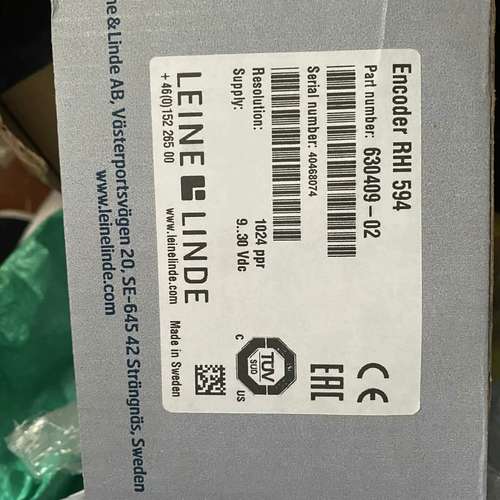 Encoder RHI 594
Part number: 630409-02
Serial number: 40468074
Resolution: 1024 ppr
Supply: 9..30 Vdc
LEINE LINDE
+46(0)152 265 00 www.leinelinde.com Made in Sweden
CE
EAC
TÜV
SÜD
C US
ne & Linde AB, Västerportsvägen 20, SE-645 42 Strängnäs, Sweden
www.leinelinde.com